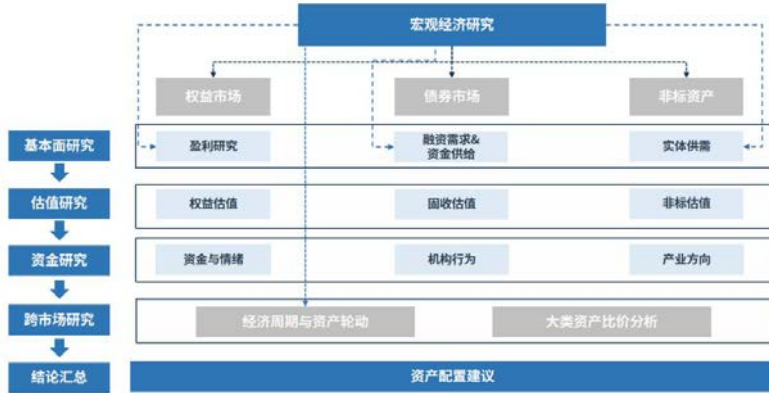 宏观经济研究
权益市场
债券市场
非标资产
基本面研究
盈利研究
融资需求&
资金供给
实体供需
估值研究
权益估值
固收估值
非标估值
资金研究
资金与情绪
机构行为
产业方向
跨市场研究
经济周期与资产轮动
大类资产比价分析
结论汇总
资产配置建议